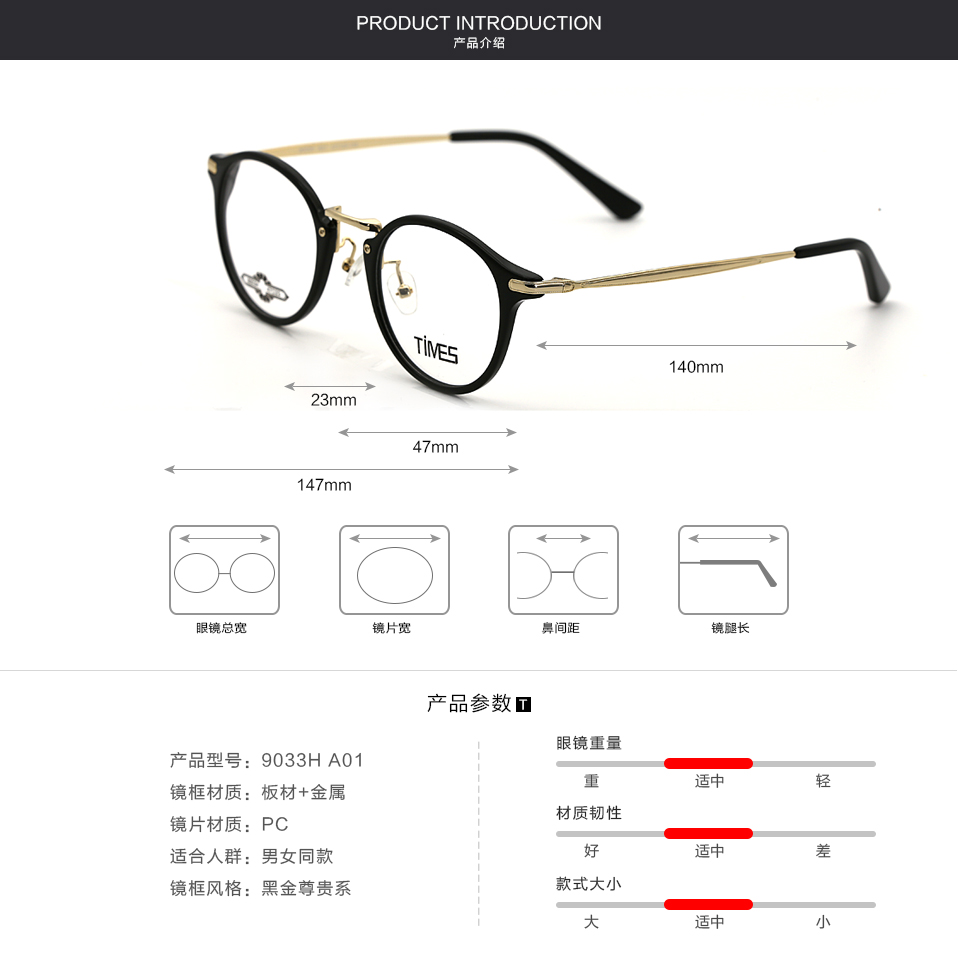 PRODUCT INTRODUCTION
产品介绍
TiMES
140mm
23mm
47mm
147mm
眼镜总宽
镜片宽
鼻间距
镜腿长
产品参数 T
产品型号：9033H A01
镜框材质：板材+金属
镜片材质：PC
适合人群：男女同款
镜框风格：黑金尊贵系
眼镜重量
重 适中 轻
材质韧性
好 适中 差
款式大小
大 适中 小